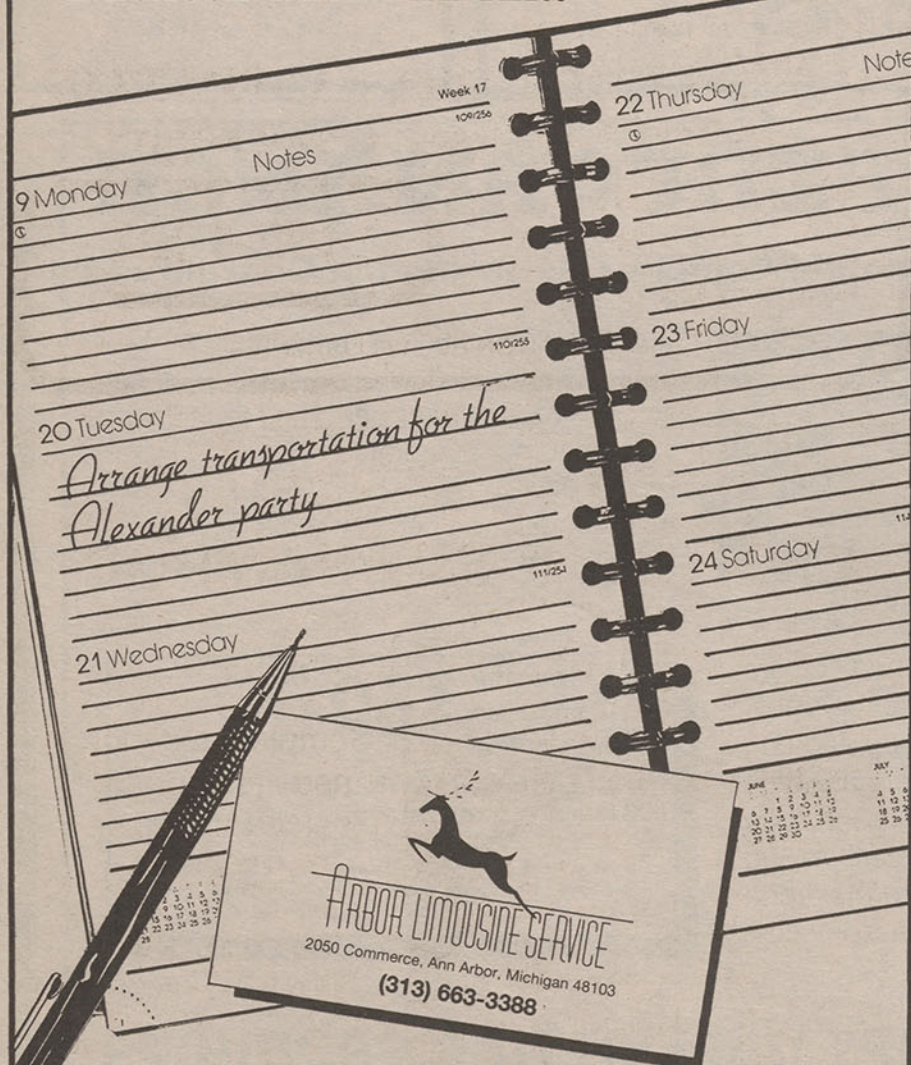 Week 17
109/256
9 Monday
Notes
110/255
20 Tuesday
Arrange transportation for the
Alexander party
111/254
21 Wednesday
22 Thursday
Note
23 Friday
24 Saturday
JUNE
JULY
ARBOR LIMOUSINE SERVICE
2050 Commerce, Ann Arbor, Michigan 48103
(313) 663-3388